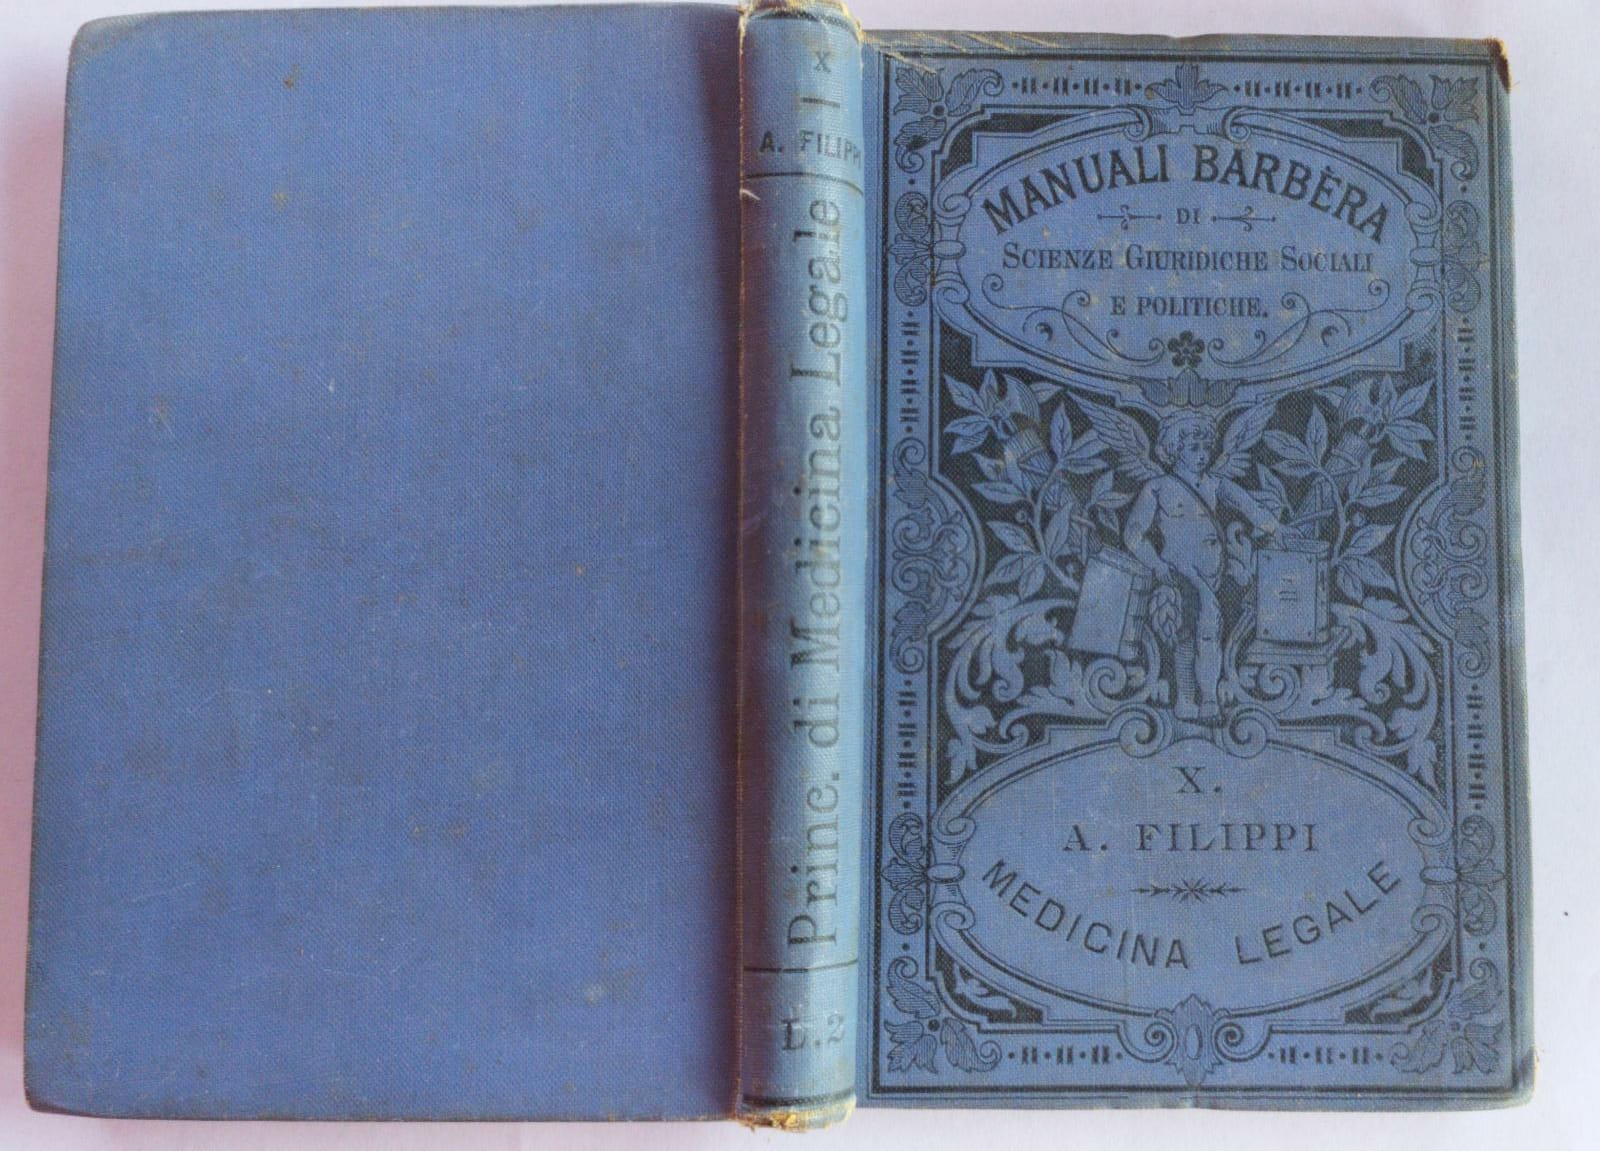 X
A. FILIPPI
Princ. di Medicina Legale
L. 2
MANUALI BARBÈRA
DI
SCIENZE GIURIDICHE SOCIALI
E POLITICHE.
X.
A. FILIPPI
MEDICINA LEGALE